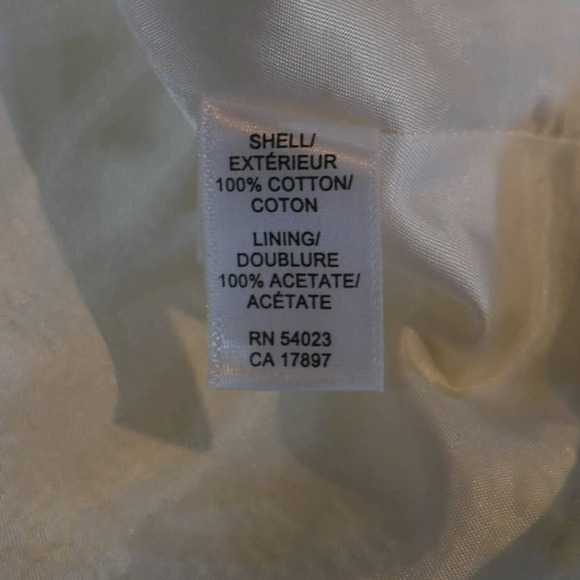 SHELL/
EXTÉRIEUR
100% COTTON/
COTON
LINING/
DOUBLURE
100% ACETATE/
ACÉTATE
RN 54023
CA 17897